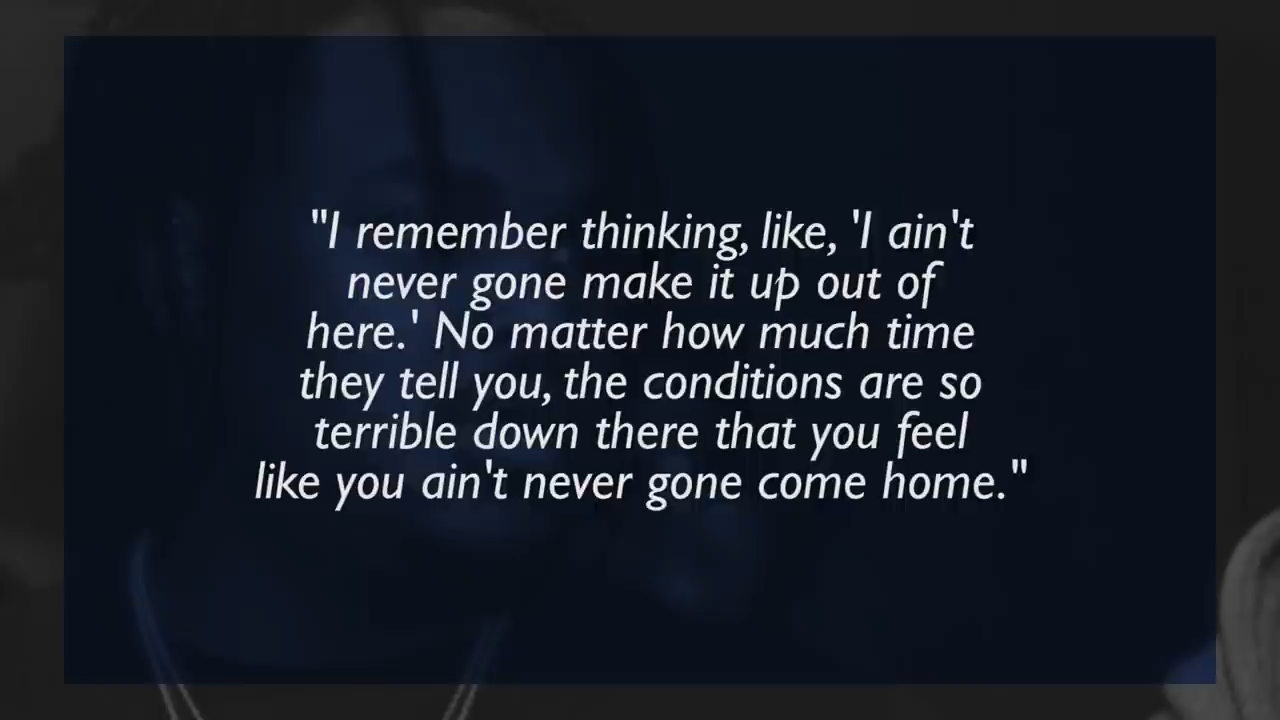 "I remember thinking, like, 'I ain't
never gone make it up out of
here.' No matter how much time
they tell you, the conditions are so
terrible down there that you feel
like you ain't never gone come home."